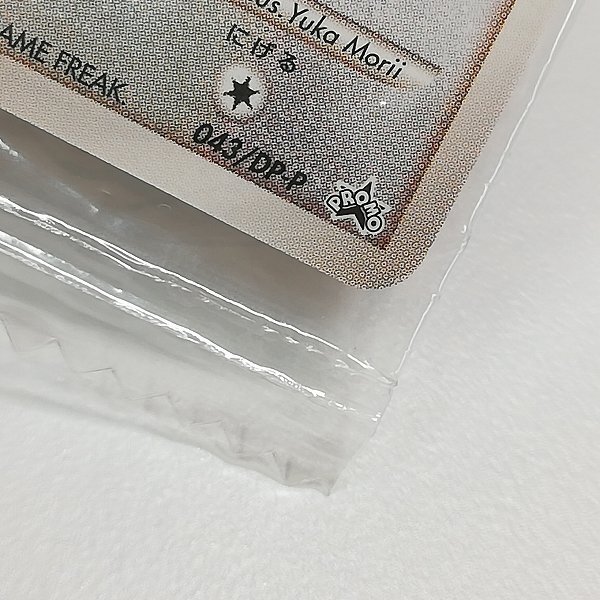 us. Yuka Morii
にげる
AME FREAK.
043/DP-P
PROMO